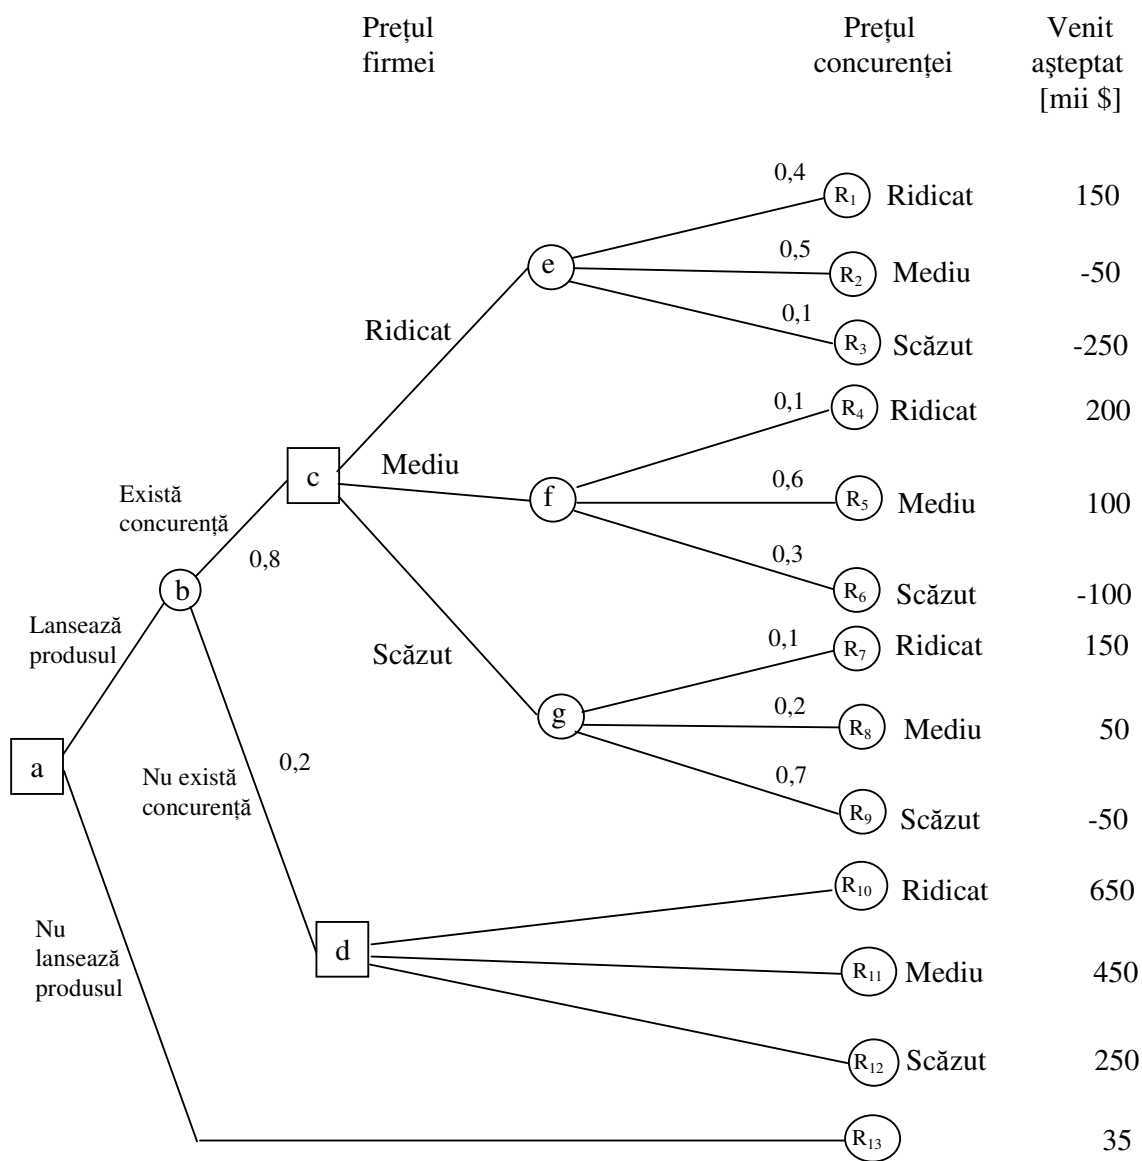 Prețul
firmei
Prețul
concurenței
Venit
așteptat
[mii $]
0,4
R1 Ridicat 150
0,5
e
R2 Mediu -50
0,1
Ridicat
R3 Scăzut -250
0,1
R4 Ridicat 200
c
Mediu
0,6
f
R5 Mediu 100
Există
concurență
0,3
0,8
b
R6 Scăzut -100
Lansează
produsul
Scăzut
0,1
R7 Ridicat 150
0,2
g
R8 Mediu 50
a
Nu există
concurență
0,2
0,7
R9 Scăzut -50
R10 Ridicat 650
Nu
lansează
produsul
d
R11 Mediu 450
R12 Scăzut 250
R13 35